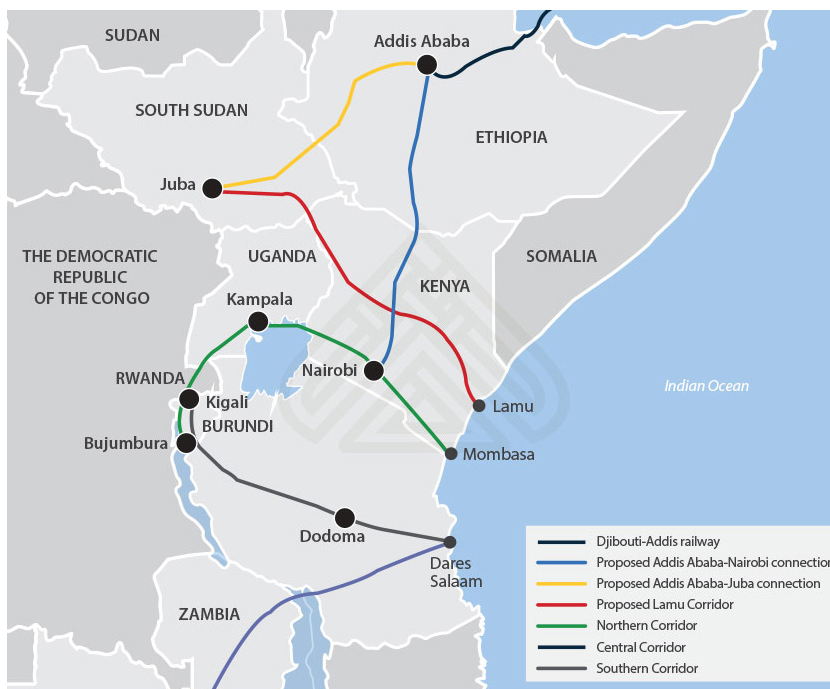 SUDAN
Addis Ababa
SOUTH SUDAN
ETHIOPIA
Juba
THE DEMOCRATIC
REPUBLIC
OF THE CONGO
UGANDA
SOMALIA
KENYA
Kampala
Nairobi
RWANDA
Indian Ocean
Kigali
Lamu
BURUNDI
Bujumbura
Mombasa
Dodoma
Dares
Salaam
ZAMBIA
Djibouti-Addis railway
Proposed Addis Ababa-Nairobi connection
Proposed Addis Ababa-Juba connection
Proposed Lamu Corridor
Northern Corridor
Central Corridor
Southern Corridor